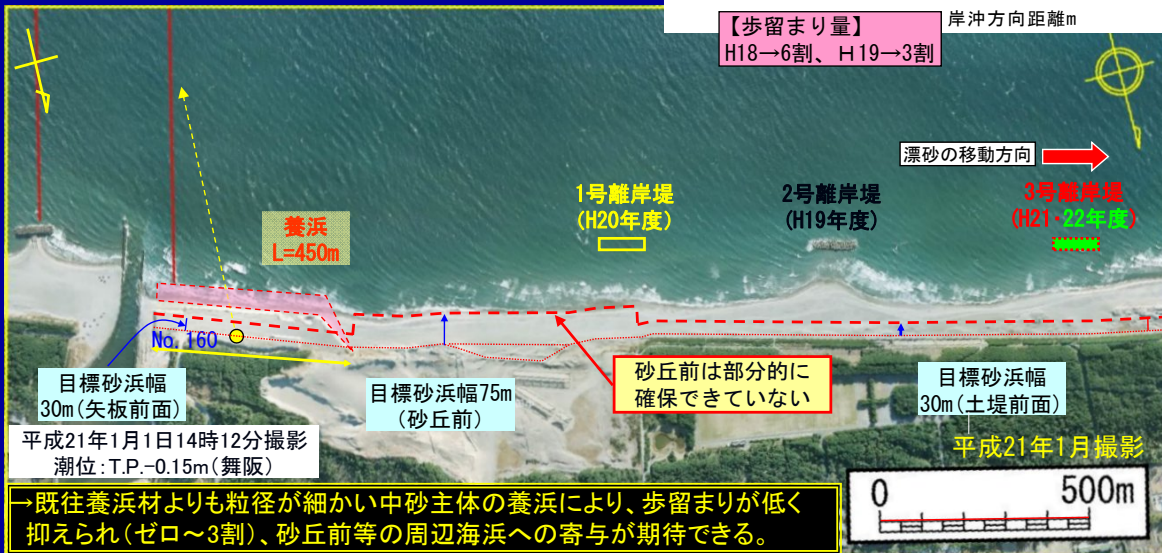 岸沖方向距離m
【歩留まり量】
H18→6割、H19→3割
漂砂の移動方向
1号離岸堤
(H20年度)
2号離岸堤
(H19年度)
3号離岸堤
(H21・22年度)
養浜
L=450m
No.160
目標砂浜幅
30m(矢板前面)
目標砂浜幅75m
(砂丘前)
砂丘前は部分的に
確保できていない
目標砂浜幅
30m(土堤前面)
平成21年1月1日14時12分撮影
潮位:T.P.-0.15m(舞阪)
平成21年1月撮影
0 500m
→既往養浜材よりも粒径が細かい中砂主体の養浜により、歩留まりが低く
抑えられ(ゼロ～3割)、砂丘前等の周辺海浜への寄与が期待できる。